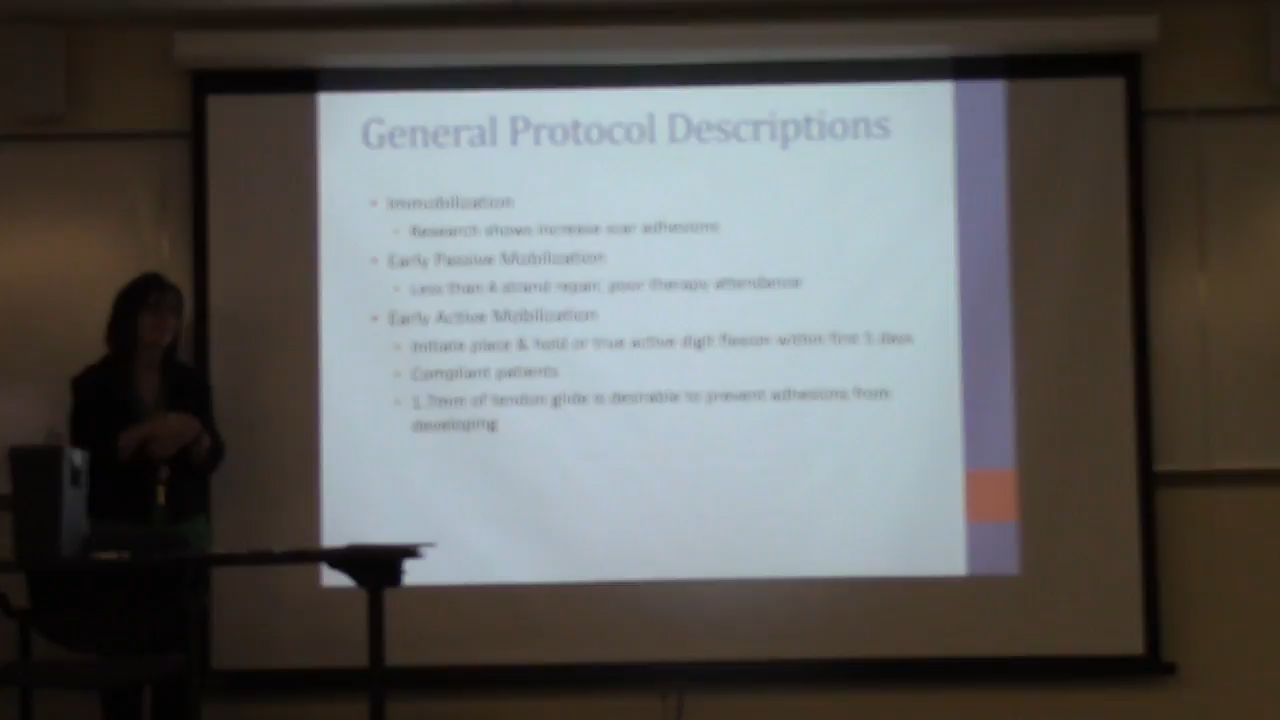 General Protocol Descriptions
Immobilization
Research shows increase scar adhesions
Early Passive Mobilization
Less than 4 strand repair, poor therapy attendance
Early Active Mobilization
Initiate place & hold or true active digit flexion within first 5 days
Compliant patients
1.7mm of tendon glide is desirable to prevent adhesions from
developing